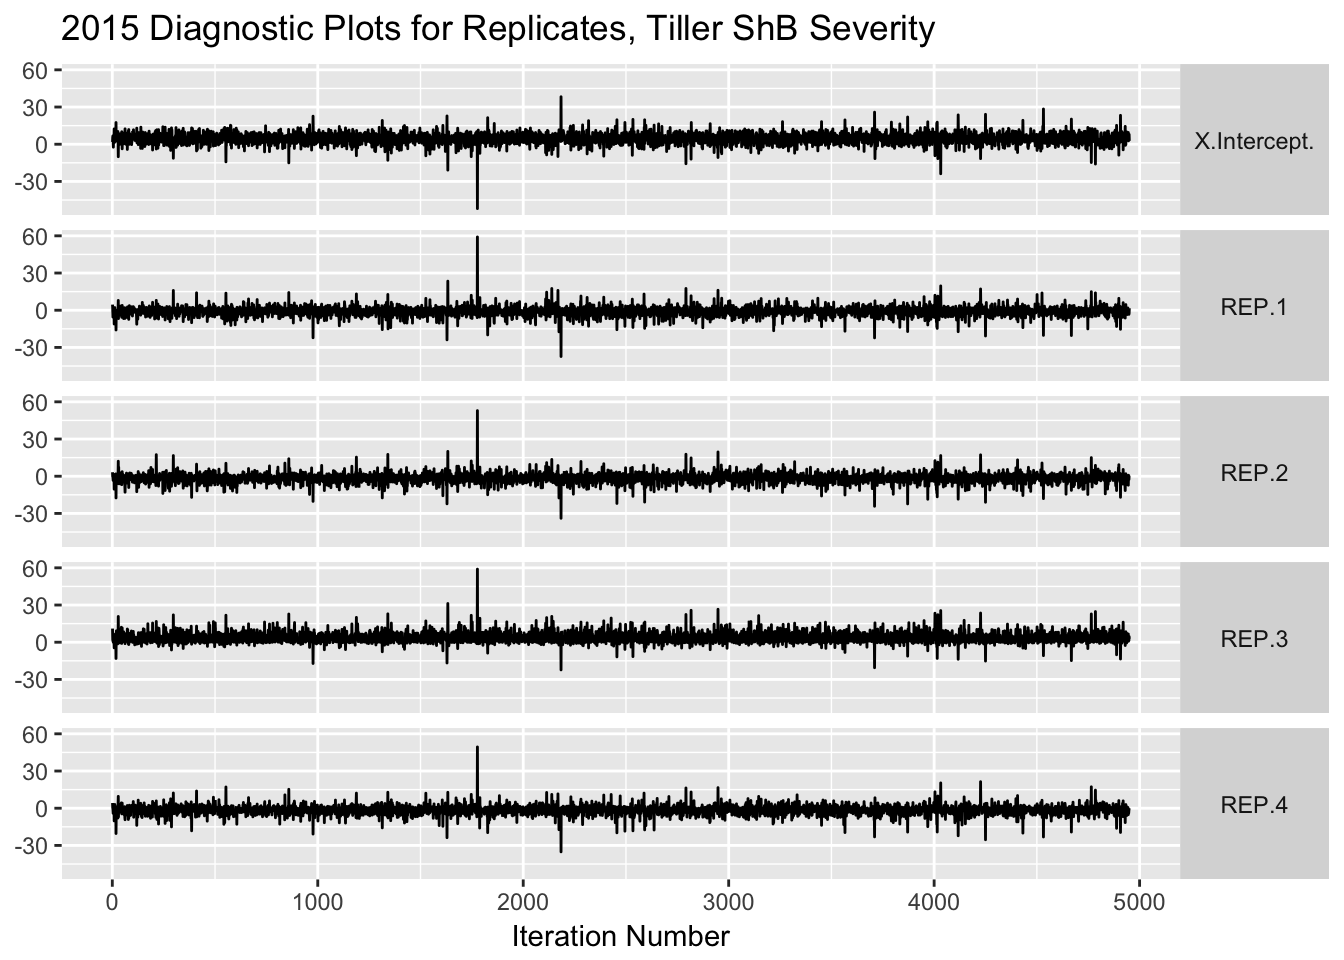 2015 Diagnostic Plots for Replicates, Tiller ShB Severity
60
30
0
-30
X.Intercept.
60
30
0
-30
REP.1
60
30
0
-30
REP.2
60
30
0
-30
REP.3
60
30
0
-30
REP.4
0 1000 2000 3000 4000 5000
Iteration Number